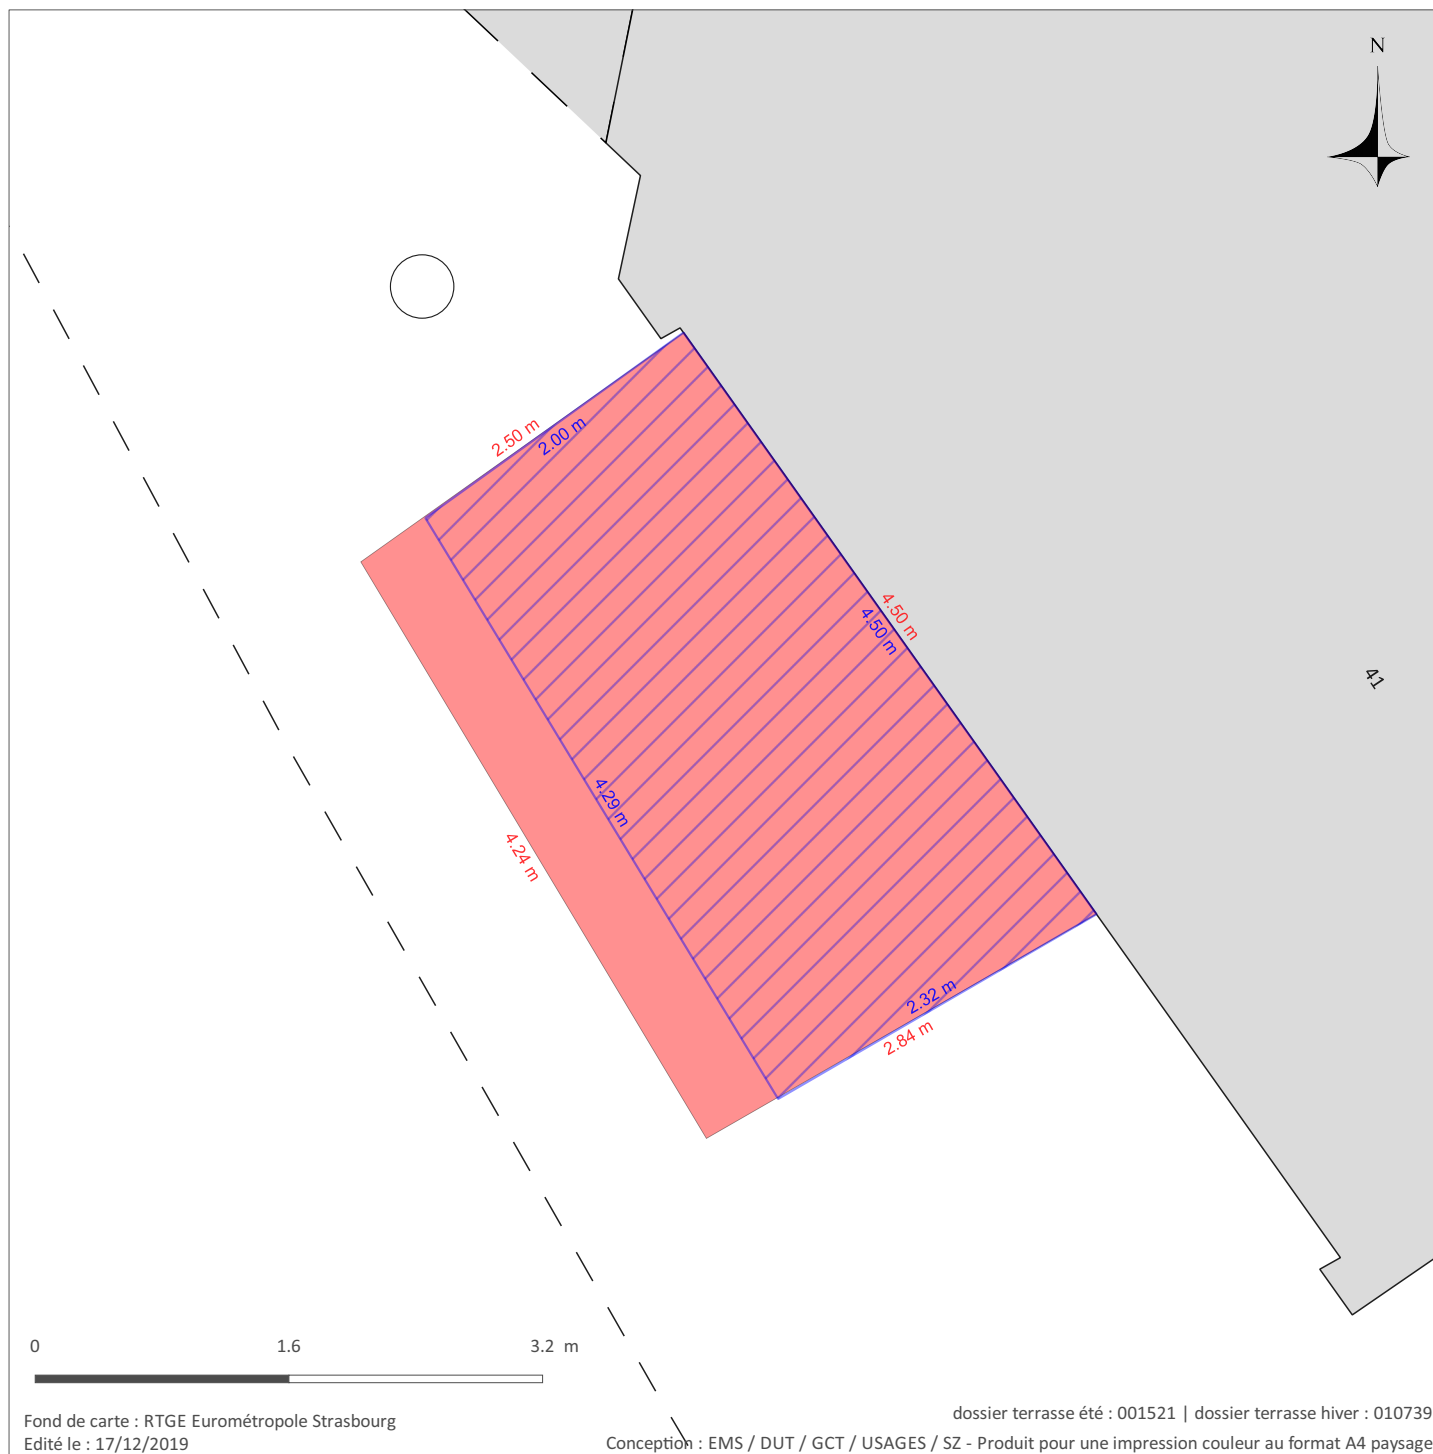 N
2.50 m
2.00 m
4.50 m
4.50 m
41
4.29 m
4.24 m
2.32 m
2.84 m
0 1.6 3.2 m
Fond de carte : RTGE Eurométropole Strasbourg
Edité le : 17/12/2019
dossier terrasse été : 001521 | dossier terrasse hiver : 010739
Conception : EMS / DUT / GCT / USAGES / SZ - Produit pour une impression couleur au format A4 paysage